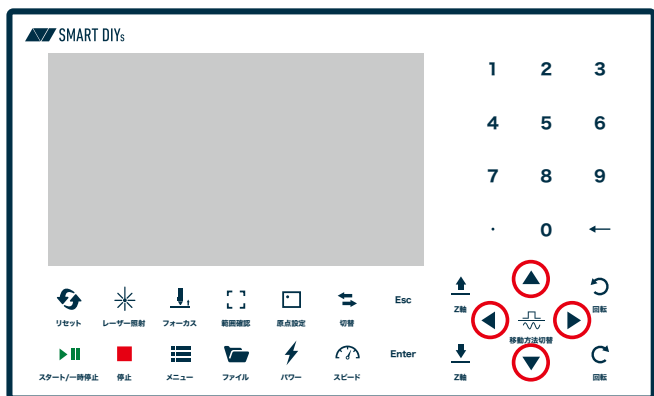 SMART DIYs
1 2 3
4 5 6
7 8 9
. 0 ←
Esc
リセット レーザー照射 フォーカス 範囲確認 原点設定 切替 Z軸 回転
移動方法切替
Enter
スタート/一時停止 停止 メニュー ファイル パワー スピード Z軸 回転